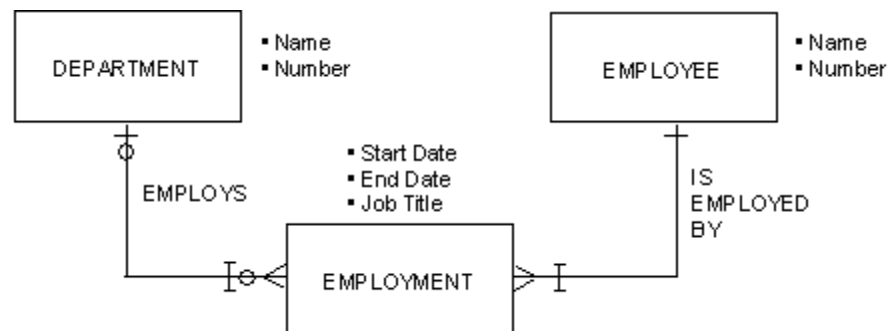 DEPARTMENT
▪ Name
▪ Number
EMPLOYEE
▪ Name
▪ Number
EMPLOYS
▪ Start Date
▪ End Date
▪ Job Title
IS
EMPLOYED
BY
EMPLOYMENT